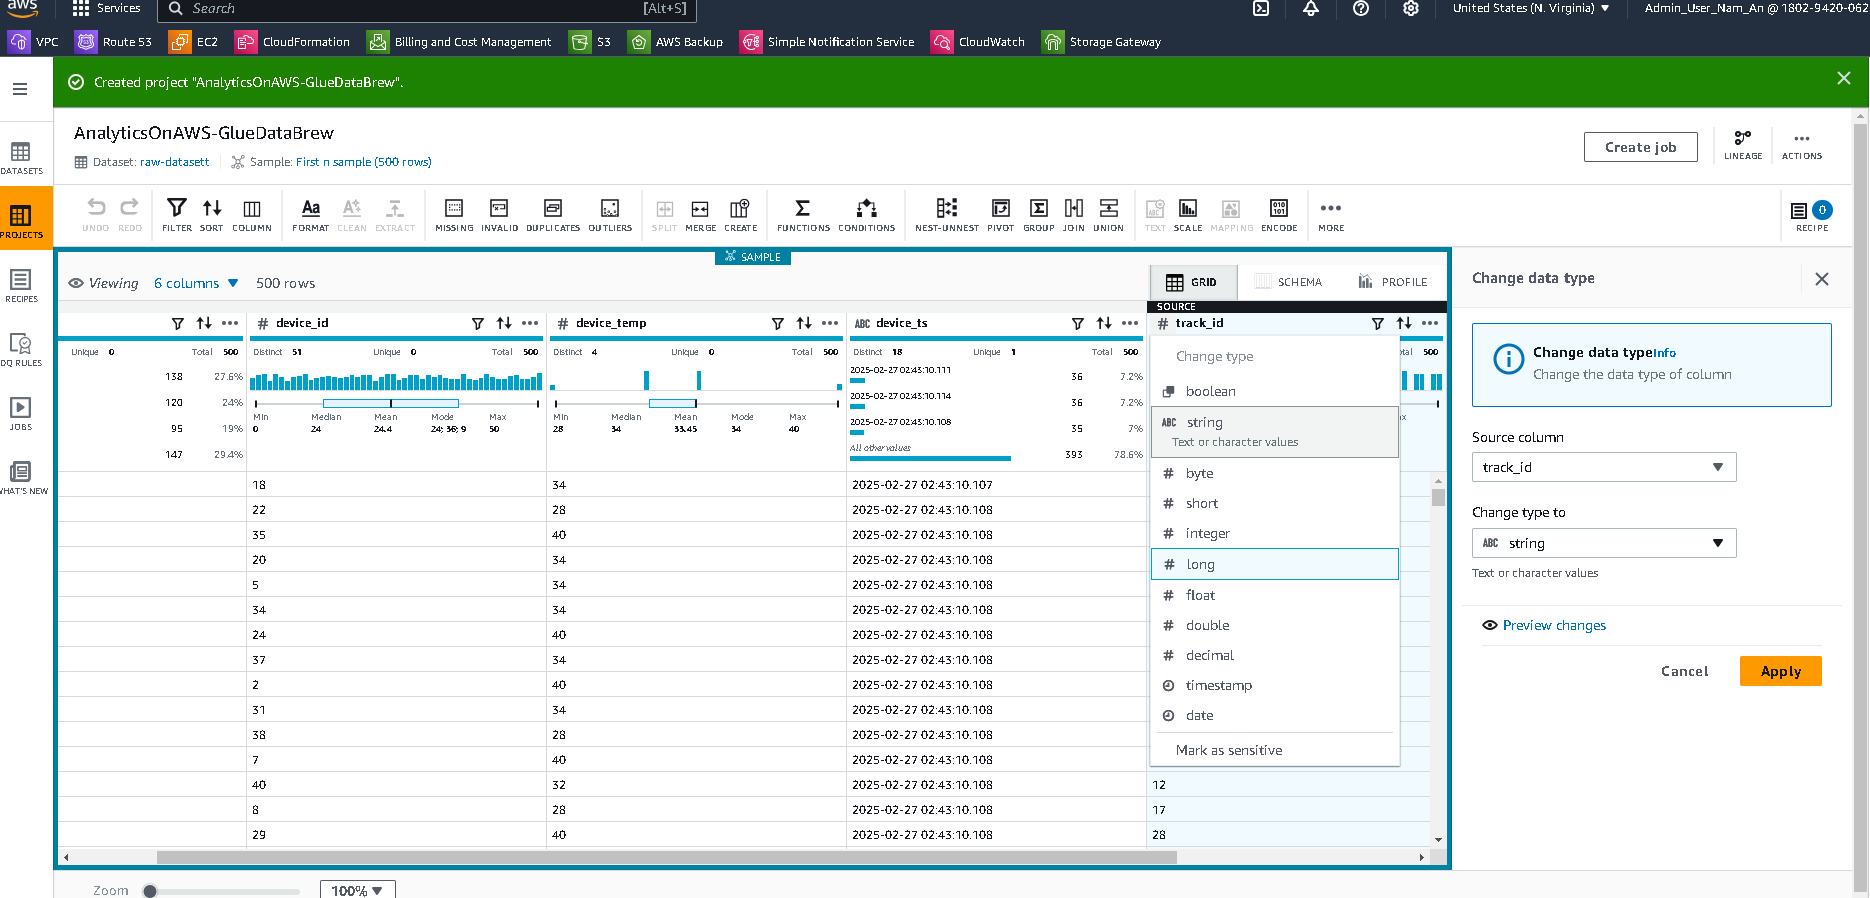 aws
Services
Search
[Alt+S]
United States (N. Virginia)
Admin_User_Nam_An @ 1802-9420-062
VPC
Route 53
EC2
CloudFormation
Billing and Cost Management
S3
AWS Backup
Simple Notification Service
CloudWatch
Storage Gateway
Created project "AnalyticsOnAWS-GlueDataBrew".
AnalyticsOnAWS-GlueDataBrew
Dataset: raw-datasett
Sample: First n sample (500 rows)
Create job
LINEAGE
ACTIONS
UNDO REDO FILTER SORT COLUMN FORMAT CLEAN EXTRACT MISSING INVALID DUPLICATES OUTLIERS SPLIT MERGE CREATE FUNCTIONS CONDITIONS NEST-UNNEST PIVOT GROUP JOIN UNION TEXT SCALE MAPPING ENCODE MORE
0
RECIPE
DATASETS
PROJECTS
RECIPES
DQ RULES
JOBS
WHAT'S NEW
SAMPLE
Viewing 6 columns 500 rows
GRID SCHEMA PROFILE
SOURCE
# device_id # device_temp ABC device_ts # track_id
Unique 0 Total 500 Distinct 51 Unique 0 Total 500 Distinct 4 Unique 0 Total 500 Distinct 18 Unique 1 Total 500 otal 500
138 27.6%
120 24%
95 19%
147 29.4%
Min Median Mean Mode Max
0 24 24.4 24; 36; 9 50
Min Median Mean Mode Max
28 34 33.45 34 40
2025-02-27 02:43:10.111 36 7.2%
2025-02-27 02:43:10.114 36 7.2%
2025-02-27 02:43:10.108 35 7%
All other values 393 78.6%
18 34 2025-02-27 02:43:10.107
22 28 2025-02-27 02:43:10.108
35 40 2025-02-27 02:43:10.108
20 34 2025-02-27 02:43:10.108
5 34 2025-02-27 02:43:10.108
34 34 2025-02-27 02:43:10.108
24 40 2025-02-27 02:43:10.108
37 34 2025-02-27 02:43:10.108
2 40 2025-02-27 02:43:10.108
31 34 2025-02-27 02:43:10.108
38 28 2025-02-27 02:43:10.108
7 40 2025-02-27 02:43:10.108
40 32 2025-02-27 02:43:10.108 12
8 28 2025-02-27 02:43:10.108 17
29 40 2025-02-27 02:43:10.108 28
Change type
boolean
ABC string
Text or character values
# byte
# short
# integer
# long
# float
# double
# decimal
timestamp
date
Mark as sensitive
Change data type
Change data type Info
Change the data type of column
Source column
track_id
Change type to
ABC string
Text or character values
Preview changes
Cancel
Apply
Zoom
100%